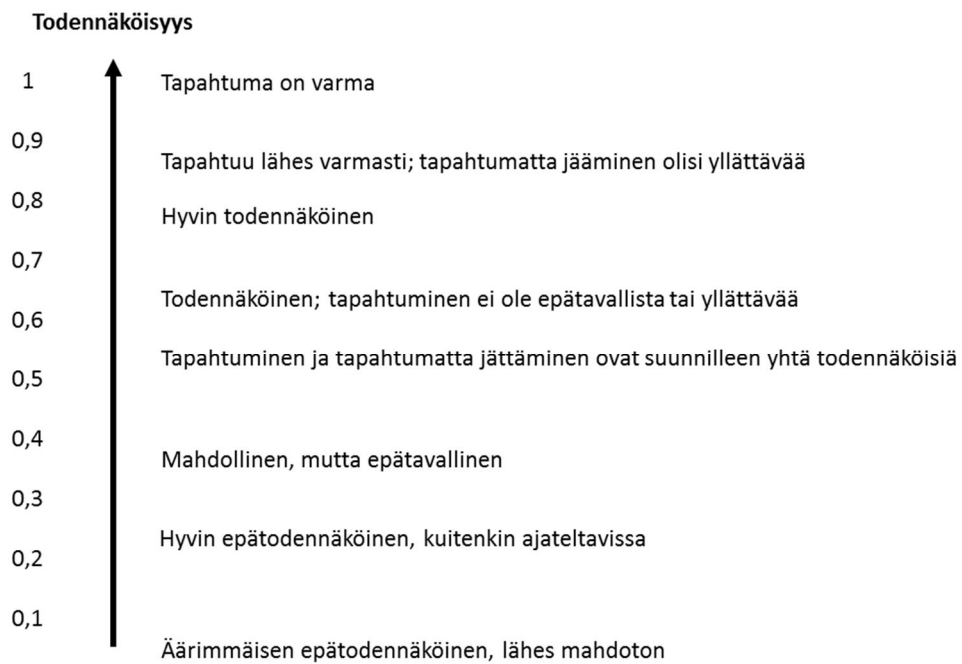 Todennäköisyys
1
Tapahtuma on varma
0,9
Tapahtuu lähes varmasti; tapahtumatta jääminen olisi yllättävää
0,8
Hyvin todennäköinen
0,7
Todennäköinen; tapahtuminen ei ole epätavallista tai yllättävää
0,6
Tapahtuminen ja tapahtumatta jättäminen ovat suunnilleen yhtä todennäköisiä
0,5
0,4
Mahdollinen, mutta epätavallinen
0,3
Hyvin epätodennäköinen, kuitenkin ajateltavissa
0,2
0,1
Äärimmäisen epätodennäköinen, lähes mahdoton